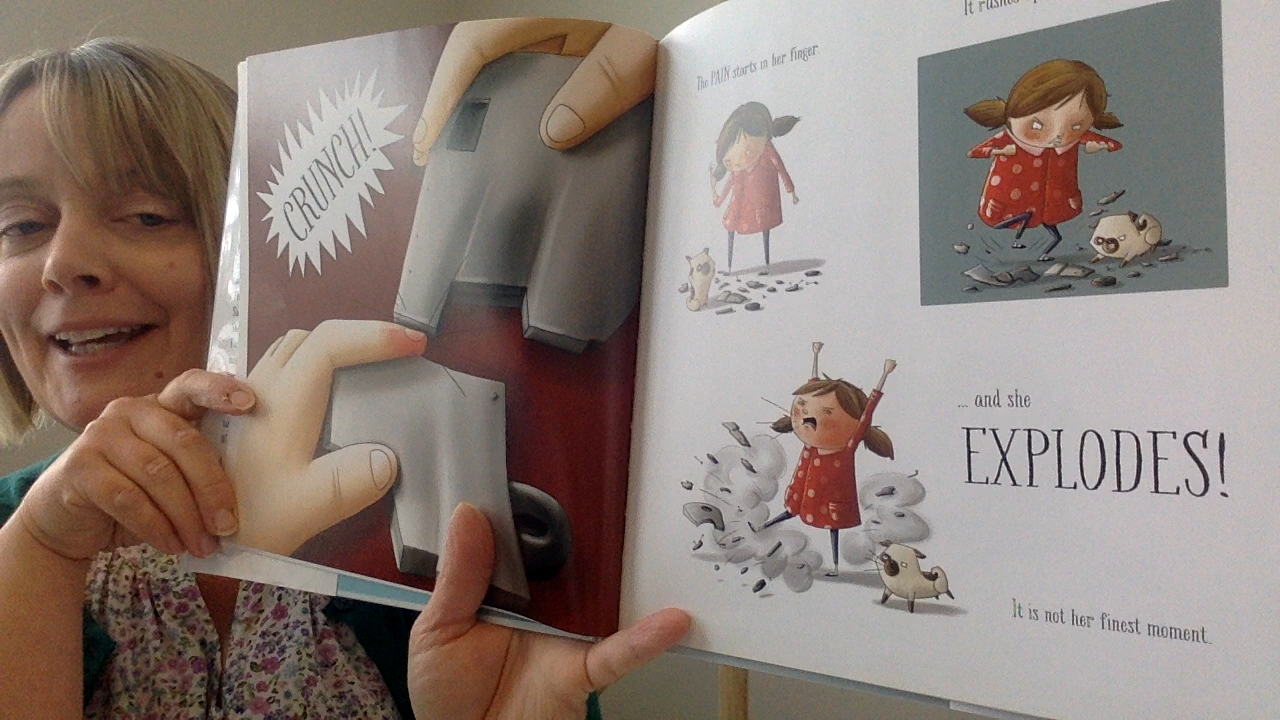 CRUNCH!
The PAIN starts in her finger.
It rushes
... and she
EXPLODES!
It is not her finest moment.